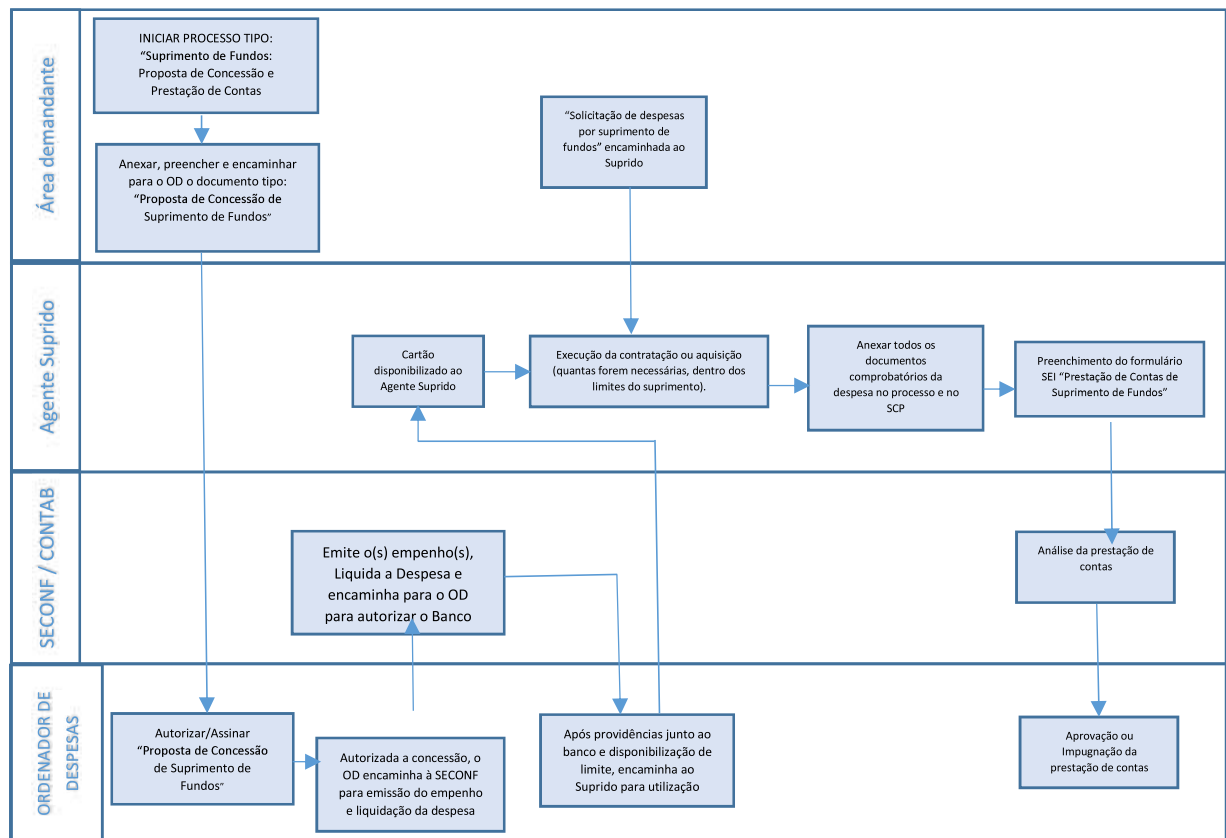 Área demandante
INICIAR PROCESSO TIPO:
“Suprimento de Fundos:
Proposta de Concessão e
Prestação de Contas
Anexar, preencher e encaminhar
para o OD o documento tipo:
“Proposta de Concessão de
Suprimento de Fundos”
“Solicitação de despesas
por suprimento de
fundos” encaminhada ao
Suprido
Agente Suprido
Cartão
disponibilizado ao
Agente Suprido
Execução da contratação ou aquisição
(quantas forem necessárias, dentro dos
limites do suprimento).
Anexar todos os
documentos
comprobatórios da
despesa no processo e no
SCP
Preenchimento do formulário
SEI “Prestação de Contas de
Suprimento de Fundos”
SECONF / CONTAB
Emite o(s) empenho(s),
Liquida a Despesa e
encaminha para o OD
para autorizar o Banco
Análise da prestação de
contas
ORDENADOR DE
DESPESAS
Autorizar/Assinar
“Proposta de Concessão
de Suprimento de
Fundos”
Autorizada a concessão, o
OD encaminha à SECONF
para emissão do empenho
e liquidação da despesa
Após providências junto ao
banco e disponibilização de
limite, encaminha ao
Suprido para utilização
Aprovação ou
Impugnação da
prestação de contas